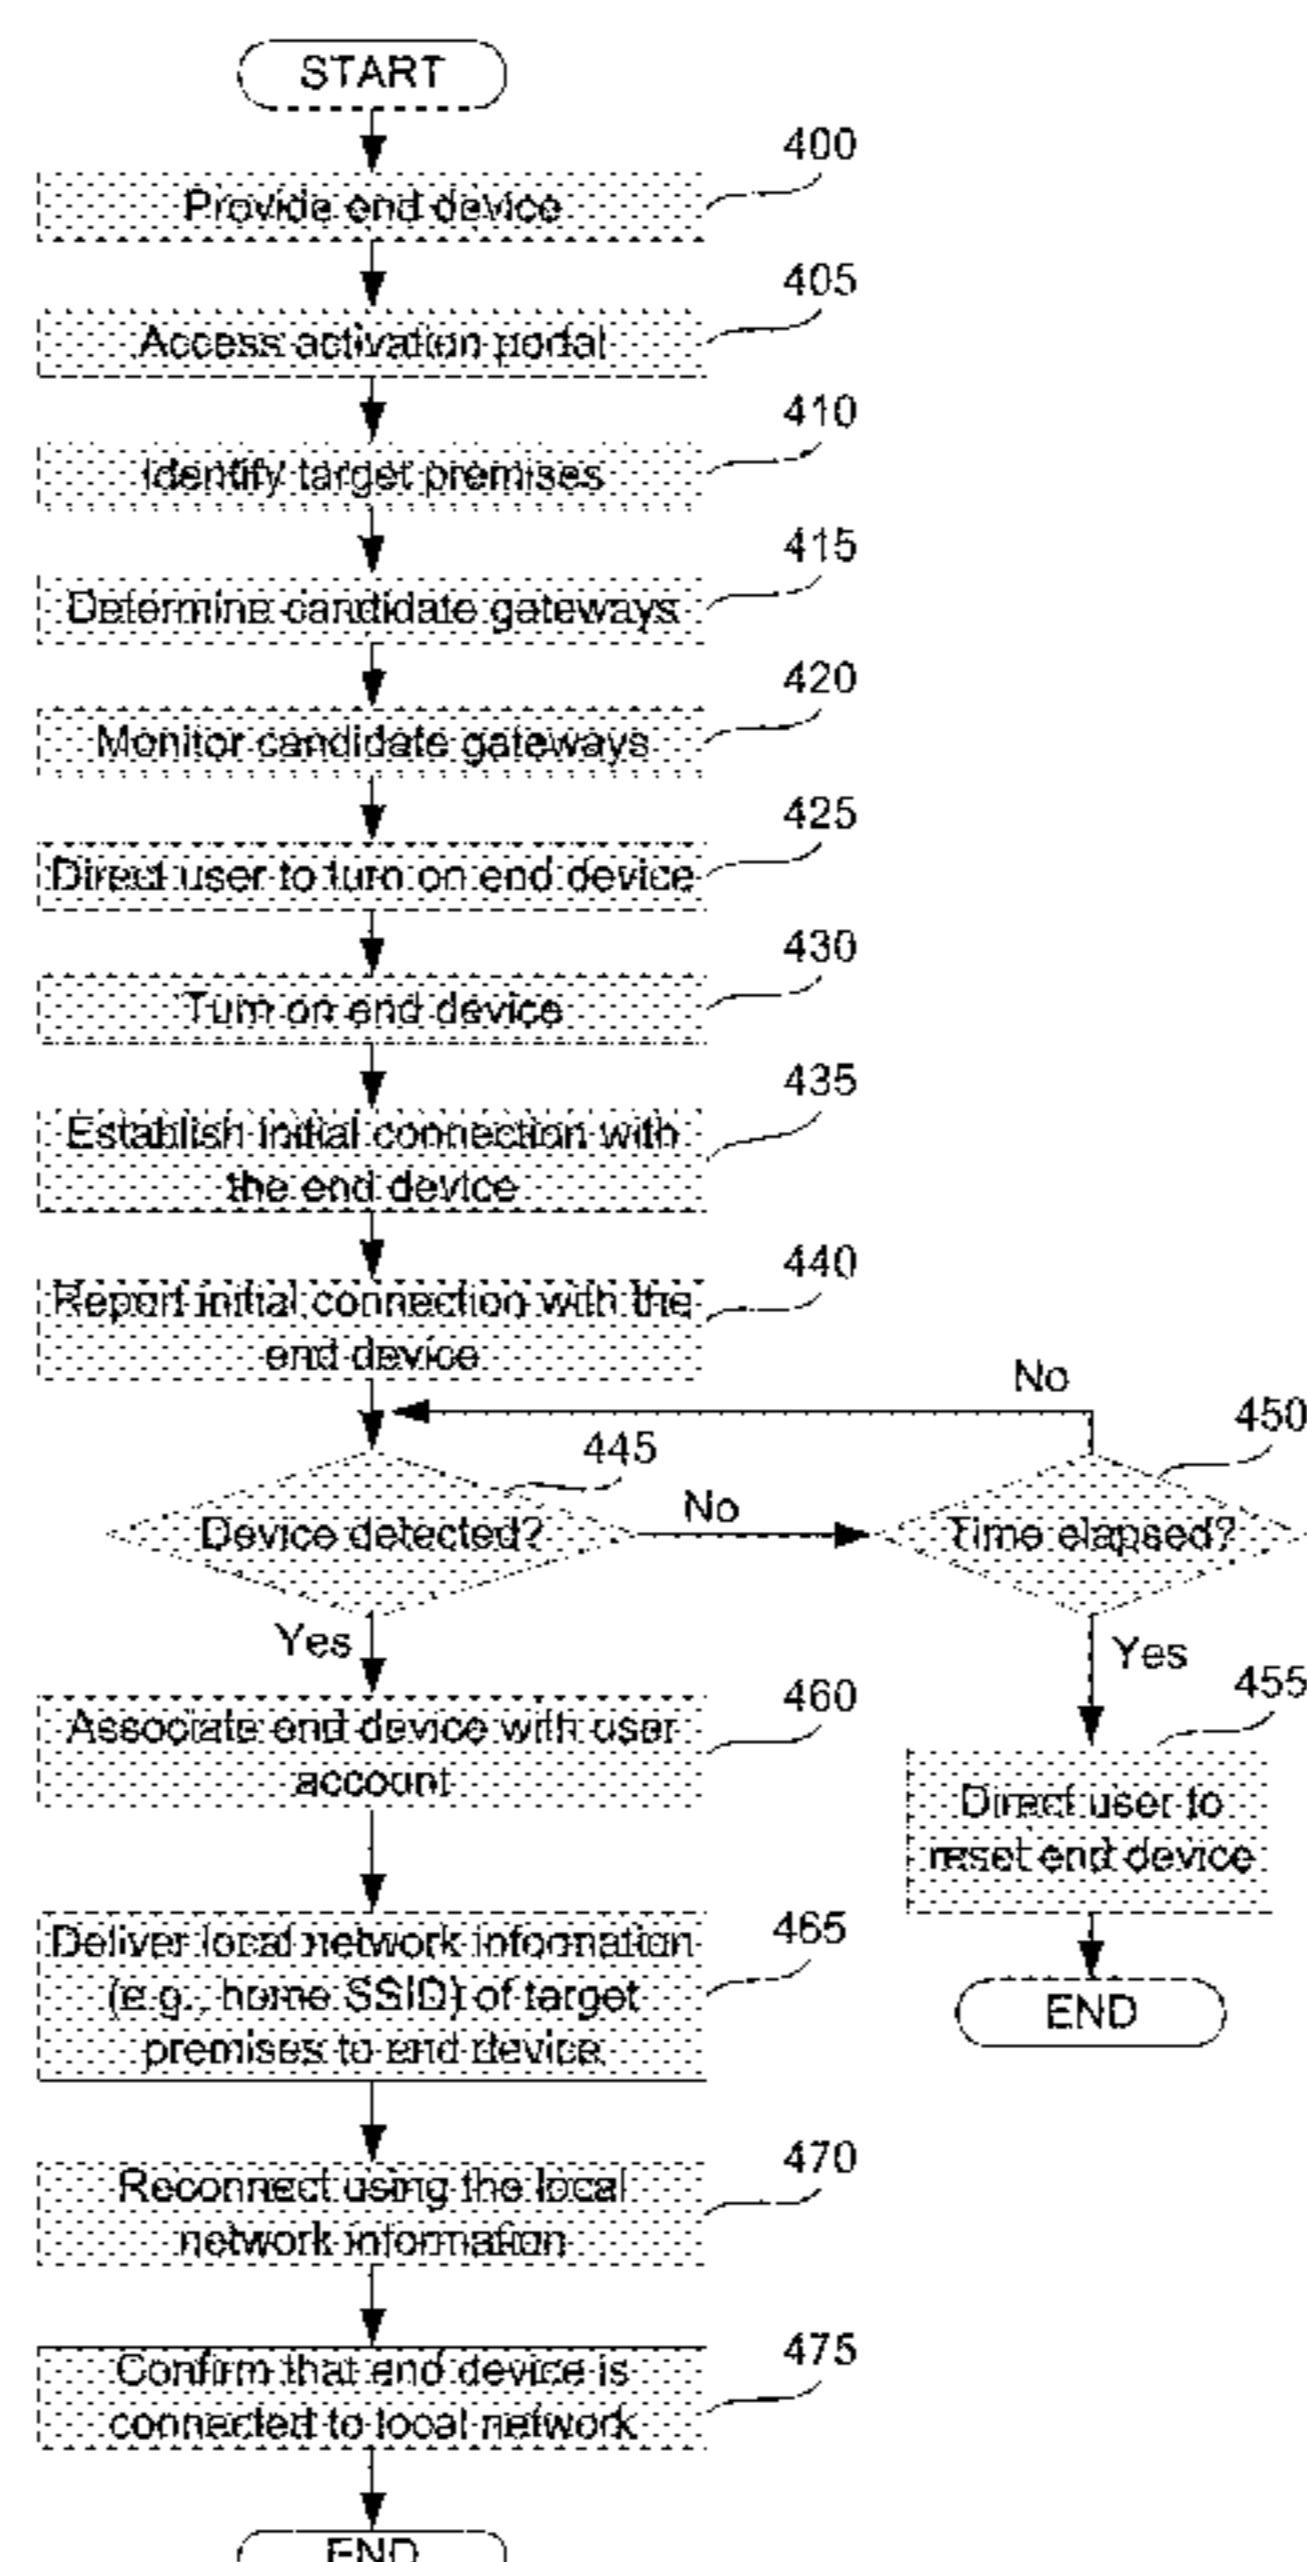 START
400
Provide end device
405
Access activation portal
410
Identify target premises
415
Determine candidate gateways
420
Monitor candidate gateways
425
Direct user to turn on end device
430
Turn on end device
435
Establish initial connection with
the end device
440
Report initial connection with the
end device
No
450
445
Device detected?
No
Time elapsed?
Yes
Yes
460
455
Associate end device with user
account
Direct user to
reset end device
465
Deliver local network information
(e.g., home SSID) of target
premises to end device
END
470
Reconnect using the local
network information
475
Confirm that end device is
connected to local network
END